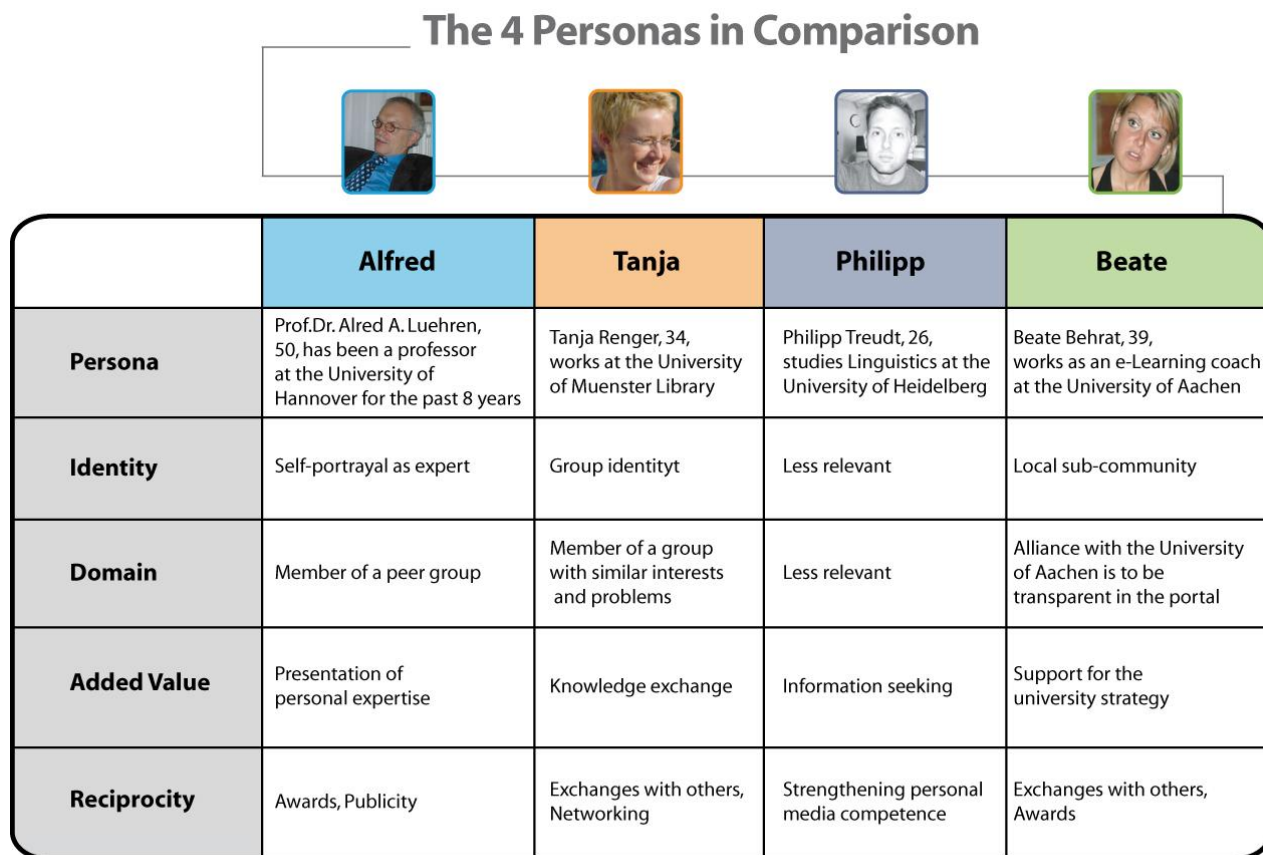 The 4 Personas in Comparison
Alfred
Tanja
Philipp
Beate
Persona
Prof.Dr. Alred A. Luehren,
50, has been a professor
at the University of
Hannover for the past 8 years
Tanja Renger, 34,
works at the University
of Muenster Library
Philipp Treudt, 26,
studies Linguistics at the
University of Heidelberg
Beate Behrat, 39,
works as an e-Learning coach
at the University of Aachen
Identity
Self-portrayal as expert
Group identityt
Less relevant
Local sub-community
Domain
Member of a peer group
Member of a group
with similar interests
and problems
Less relevant
Alliance with the University
of Aachen is to be
transparent in the portal
Added Value
Presentation of
personal expertise
Knowledge exchange
Information seeking
Support for the
university strategy
Reciprocity
Awards, Publicity
Exchanges with others,
Networking
Strengthening personal
media competence
Exchanges with others,
Awards